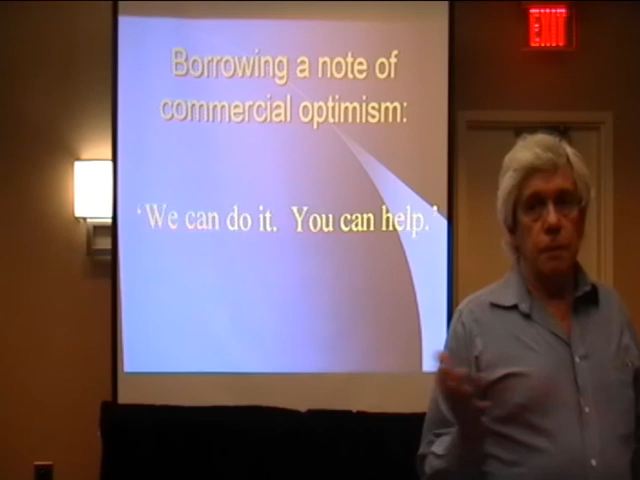 EXIT
Borrowing a note of
commercial optimism:
'We can do it. You can help.'